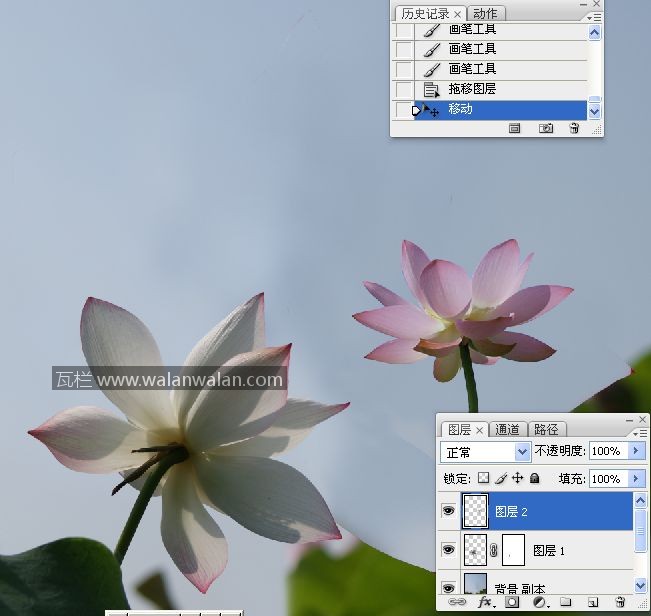 历史记录 × 动作
画笔工具
画笔工具
画笔工具
拖移图层
移动
瓦栏 www.walanwalan.com
图层 × 通道 路径
正常 不透明度: 100%
锁定: 填充: 100%
图层 2
图层 1
背景 副本